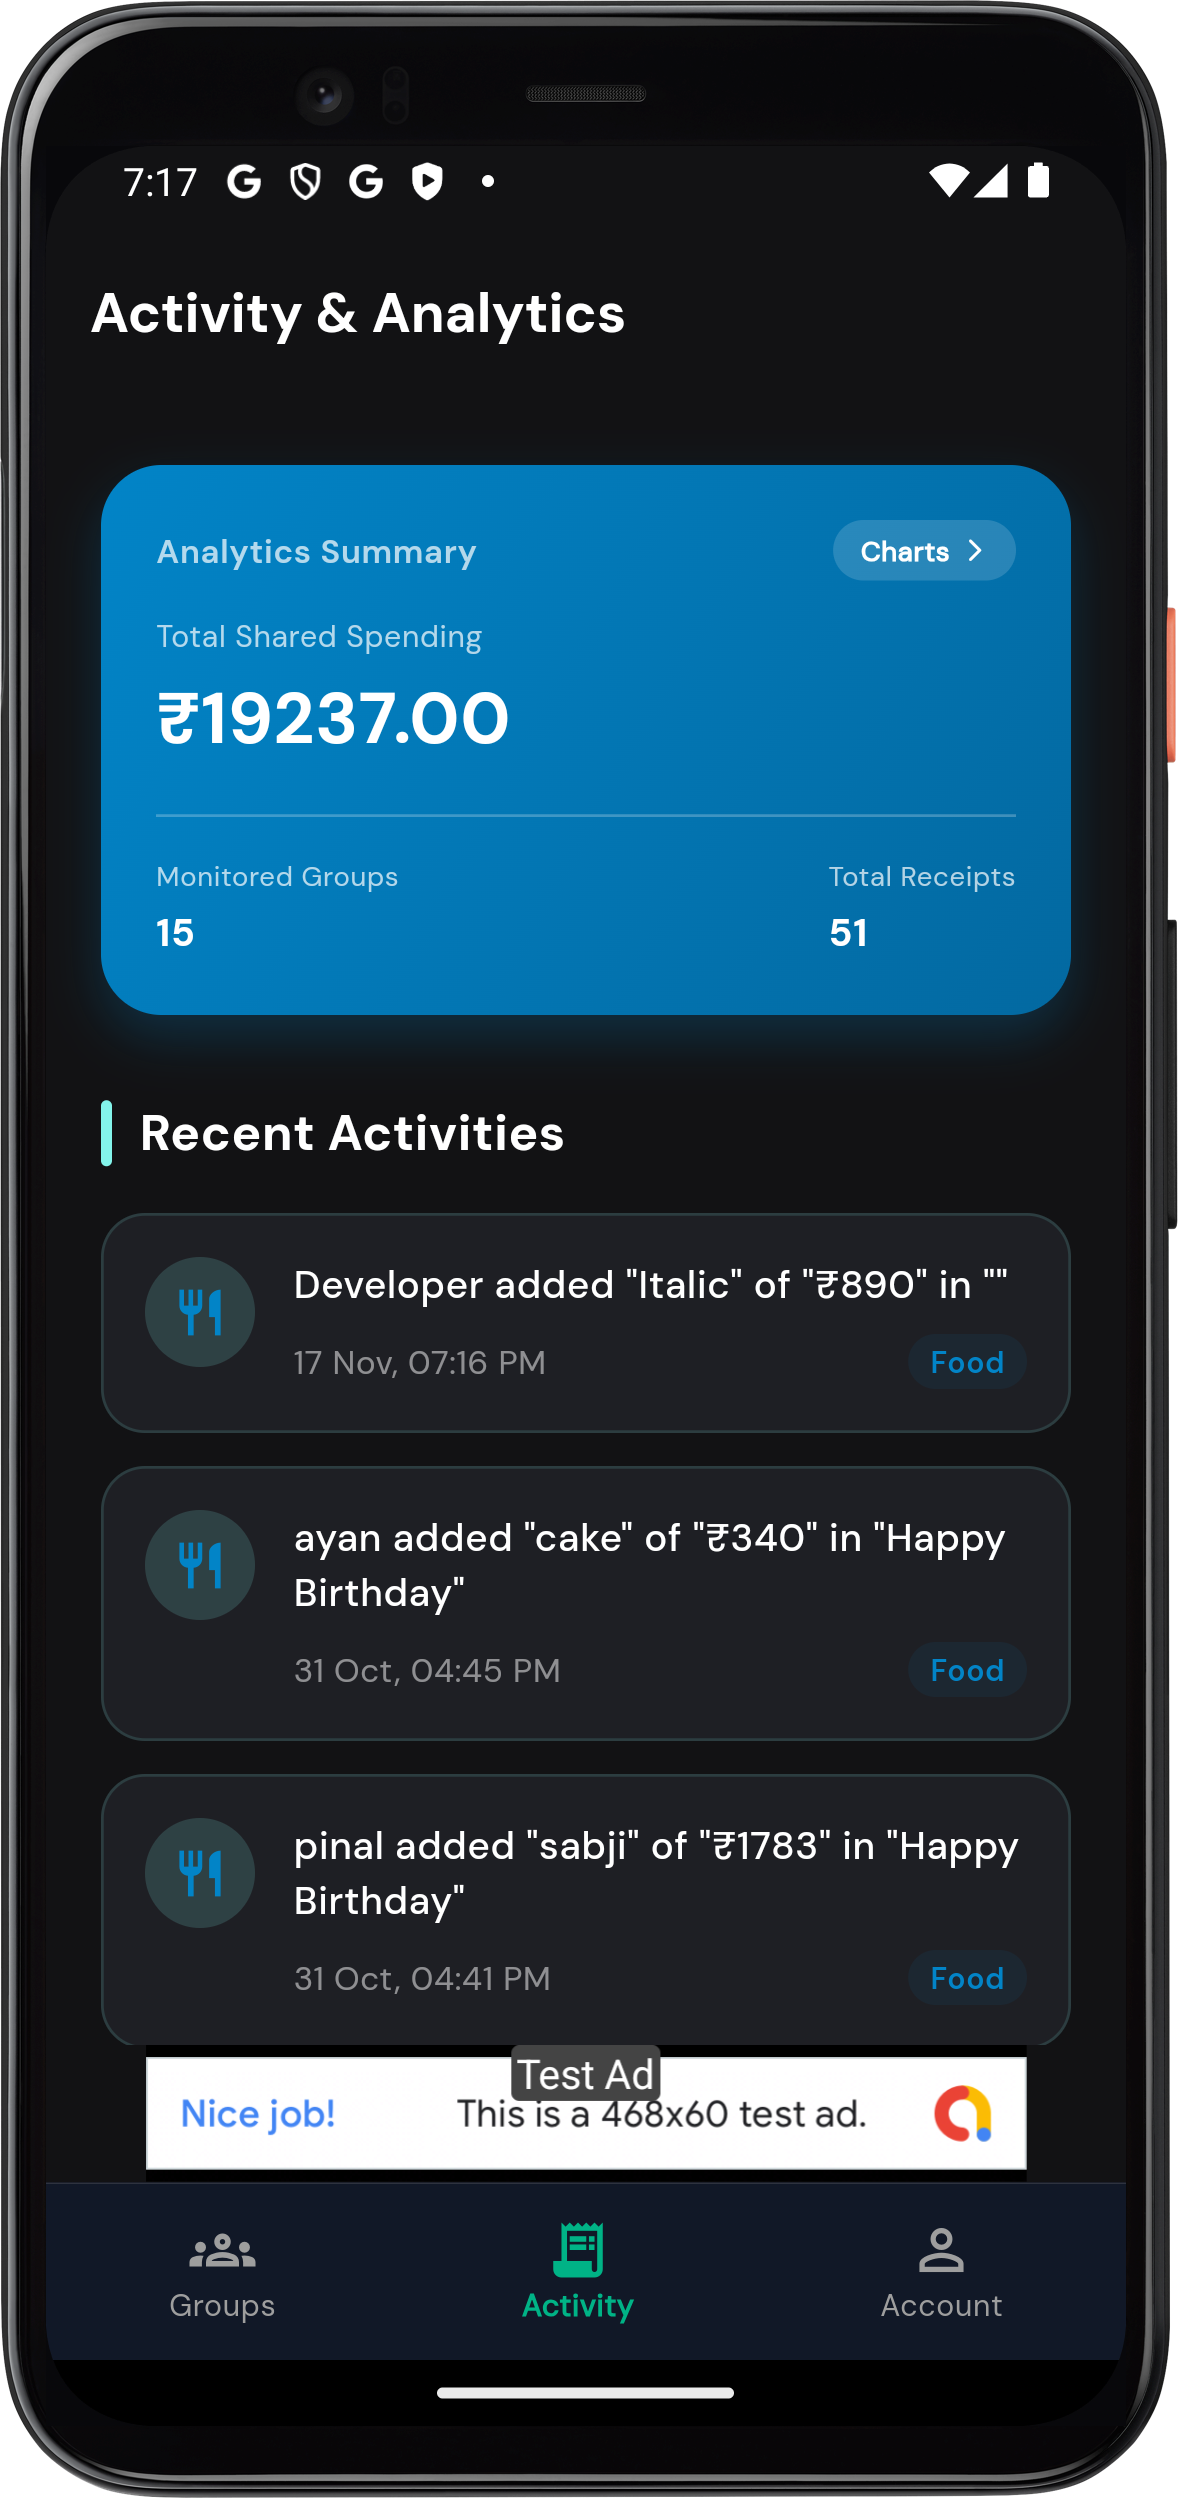 7:17
Activity & Analytics
Analytics Summary
Charts
Total Shared Spending
₹19237.00
Monitored Groups
Total Receipts
15
51
Recent Activities
Developer added "Italic" of "₹890" in ""
17 Nov, 07:16 PM
Food
ayan added "cake" of "₹340" in "Happy
Birthday"
31 Oct, 04:45 PM
Food
pinal added "sabji" of "₹1783" in "Happy
Birthday"
31 Oct, 04:41 PM
Food
Test Ad
Nice job!
This is a 468x60 test ad.
Groups
Activity
Account